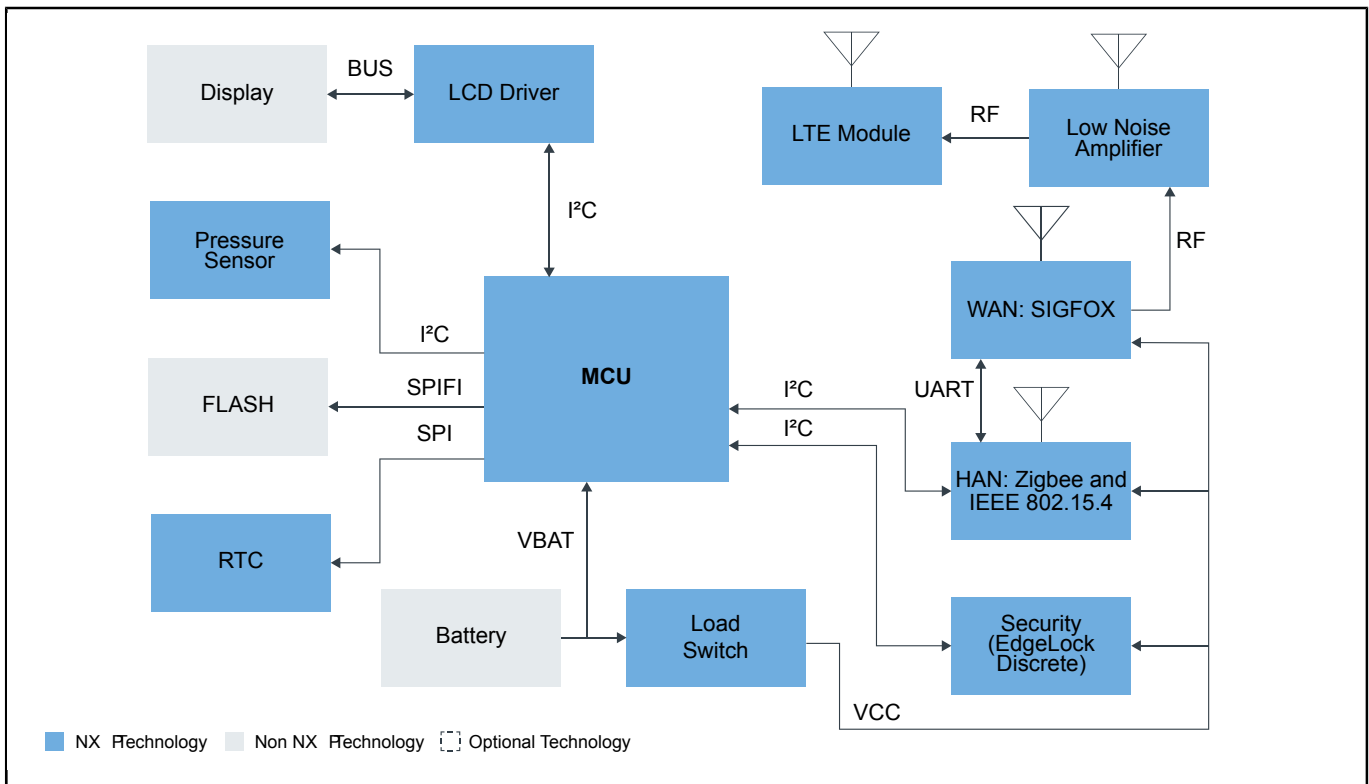 Display
BUS
LCD Driver
LTE Module
RF
Low Noise
Amplifier
I²C
Pressure
Sensor
RF
WAN: SIGFOX
I²C
MCU
FLASH
SPIFI
I²C
UART
SPI
I²C
HAN: Zigbee and
IEEE 802.15.4
RTC
VBAT
Battery
Load
Switch
Security
(EdgeLock
Discrete)
VCC
NX P Technology
Non NX P Technology
Optional Technology